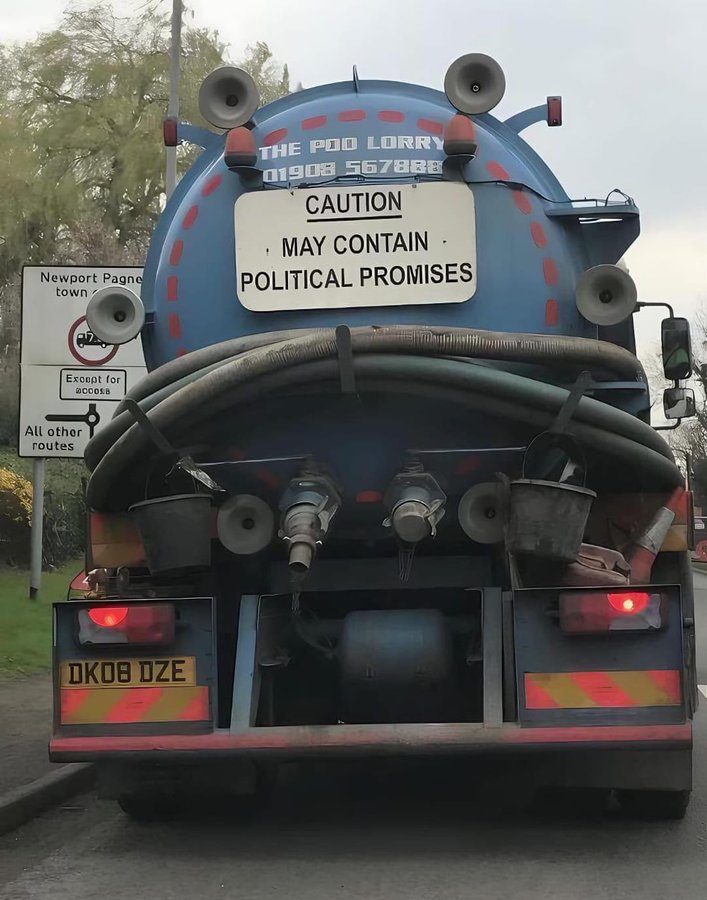 THE POO LORRY
01908 567888
CAUTION
MAY CONTAIN
POLITICAL PROMISES
Newport Pagne
town
Except for
access
All other
routes
DK08 DZE